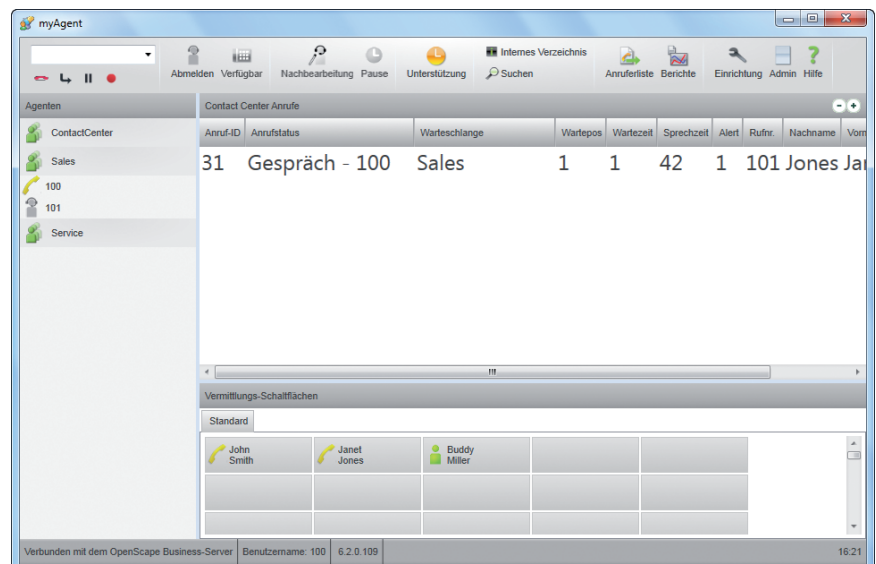 myAgent
Internes Verzeichnis
Abmelden Verfügbar Nachbearbeitung Pause Unterstützung Suchen Anruferliste Berichte Einrichtung Admin Hilfe
Agenten
ContactCenter
Sales
100
101
Service
Contact Center Anrufe
Anruf-ID Anrufstatus Warteschlange Wartepos Wartezeit Sprechzeit Alert Rufnr. Nachname Vorn
31 Gespräch - 100 Sales 1 1 42 1 101 Jones Jar
Vermittlungs-Schaltflächen
Standard
John Smith
Janet Jones
Buddy Miller
Verbunden mit dem OpenScape Business-Server Benutzername: 100 6.2.0.109 16:21